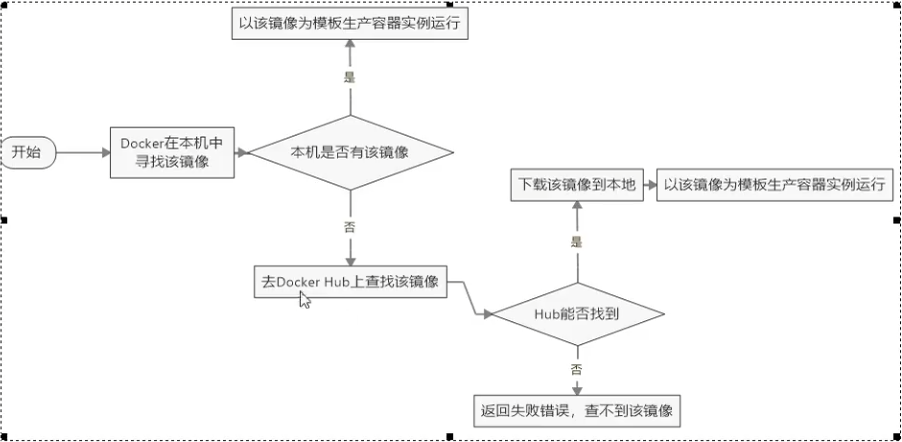 以该镜像为模板生产容器实例运行
是
开始
Docker在本机中
寻找该镜像
本机是否有该镜像
下载该镜像到本地
以该镜像为模板生产容器实例运行
否
是
去Docker Hub上查找该镜像
Hub能否找到
否
返回失败错误，查不到该镜像